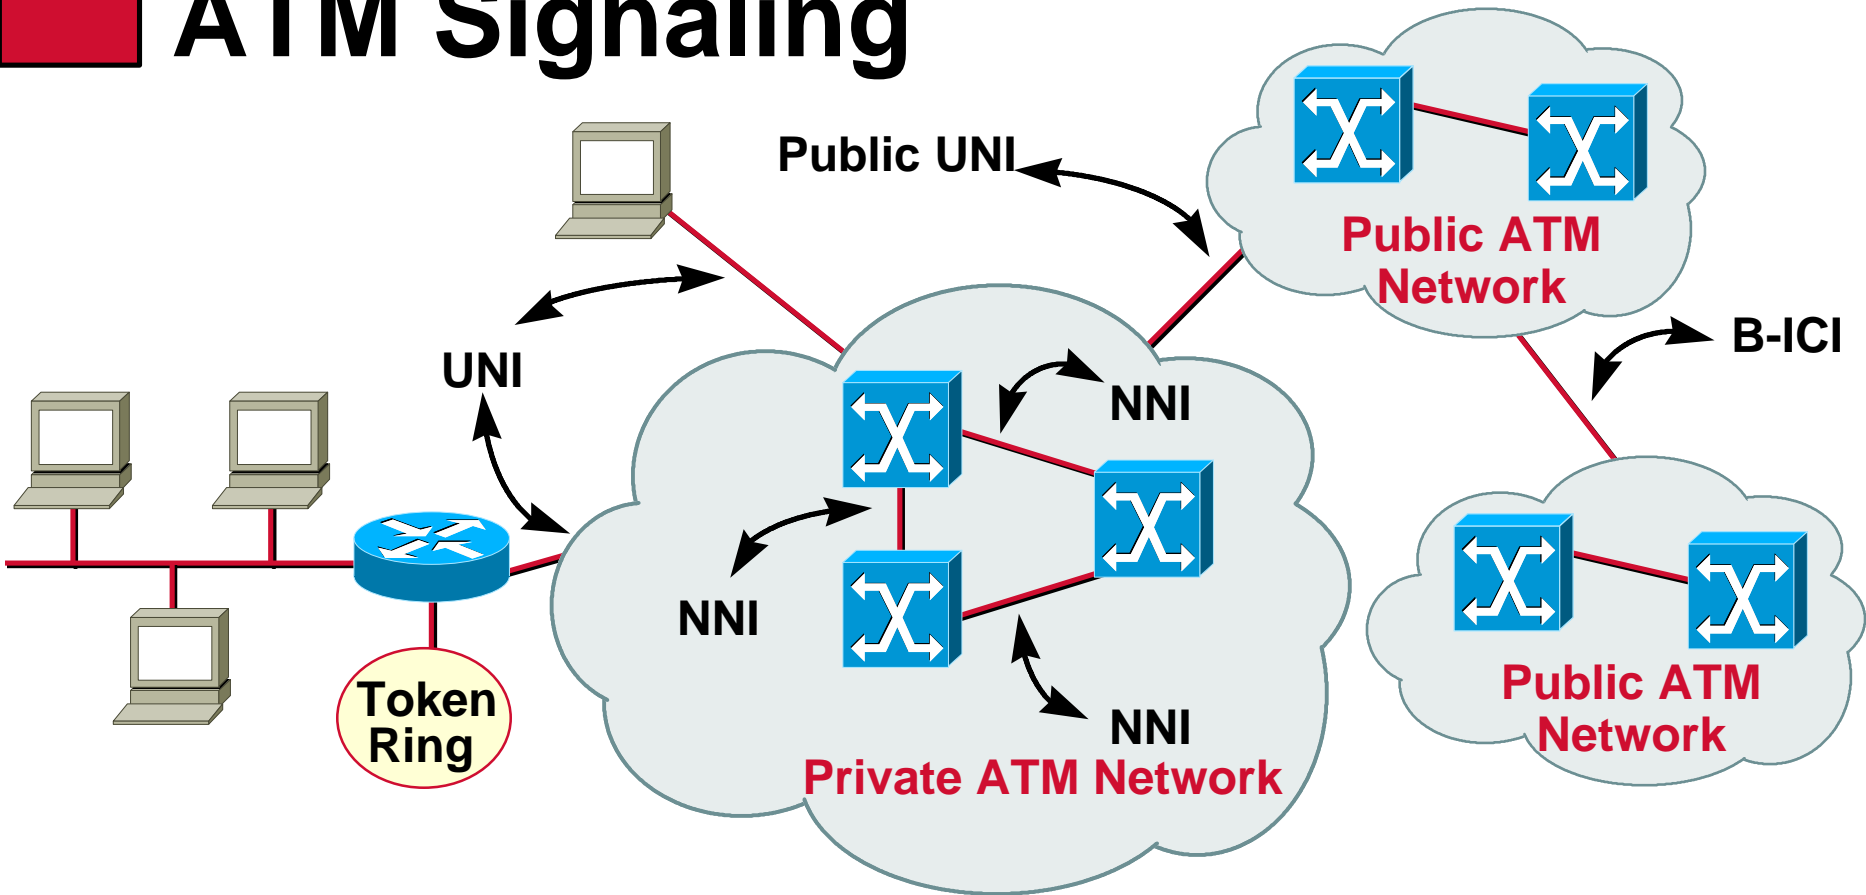 ATM Signaling
Public UNI
Public ATM
Network
B-ICI
UNI
NNI
NNI
Token
Ring
NNI
Private ATM Network
Public ATM
Network